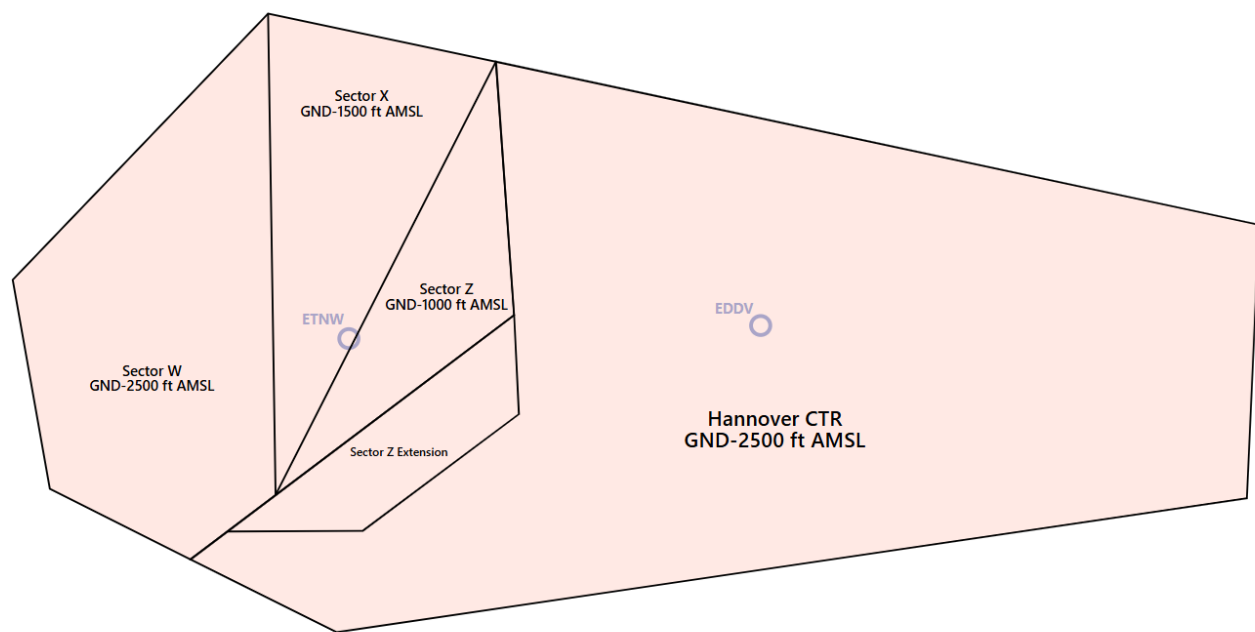 Sector X
GND-1500 ft AMSL
Sector Z
GND-1000 ft AMSL
ETNW
EDDV
Sector W
GND-2500 ft AMSL
Hannover CTR
GND-2500 ft AMSL
Sector Z Extension